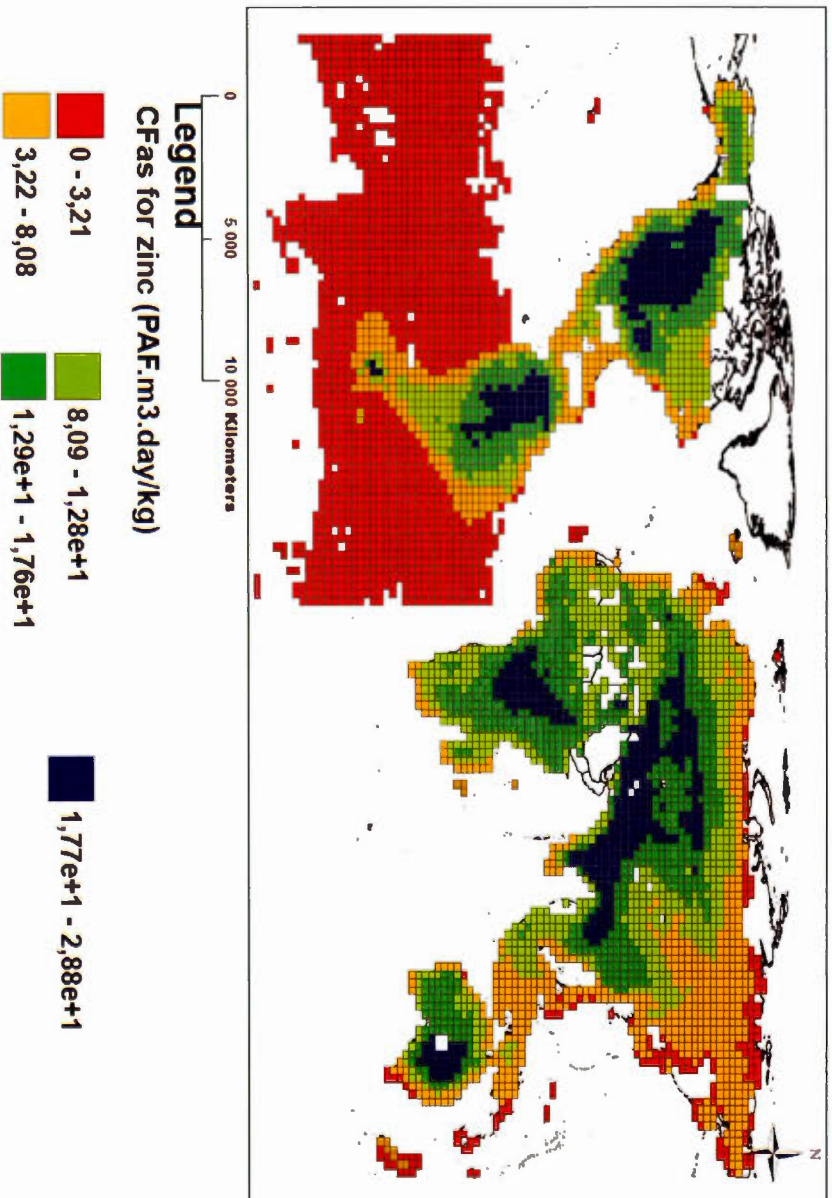 N
0 5 000 10 000 Kilometers
Legend
CFas for zinc (PAF.m3.day/kg)
0 - 3,21
3,22 - 8,08
8,09 - 1,28e+1
1,29e+1 - 1,76e+1
1,77e+1 - 2,88e+1